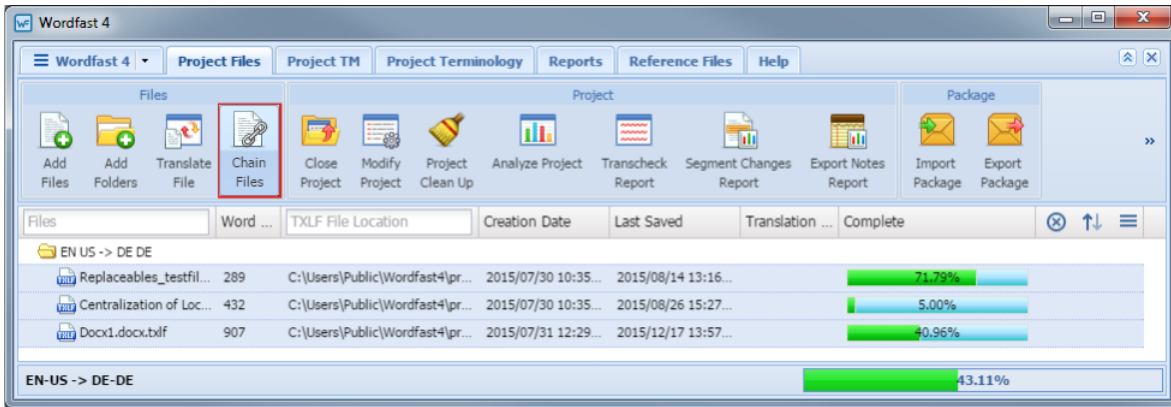 Wordfast 4
Wordfast 4 Project Files Project TM Project Terminology Reports Reference Files Help
Files Project Package
Add Files Add Folders Translate File Chain Files Close Project Modify Project Project Clean Up Analyze Project Transcheck Report Segment Changes Report Export Notes Report Import Package Export Package »
Files Word ... TXLF File Location Creation Date Last Saved Translation ... Complete
EN US -> DE DE
Replaceables_testfil... 289 C:\Users\Public\Wordfast4\pr... 2015/07/30 10:35... 2015/08/14 13:16... 71.79%
Centralization of Loc... 432 C:\Users\Public\Wordfast4\pr... 2015/07/30 10:35... 2015/08/26 15:27... 5.00%
Docx1.docx.txlf 907 C:\Users\Public\Wordfast4\pr... 2015/07/31 12:29... 2015/12/17 13:57... 40.96%
EN-US -> DE-DE 43.11%